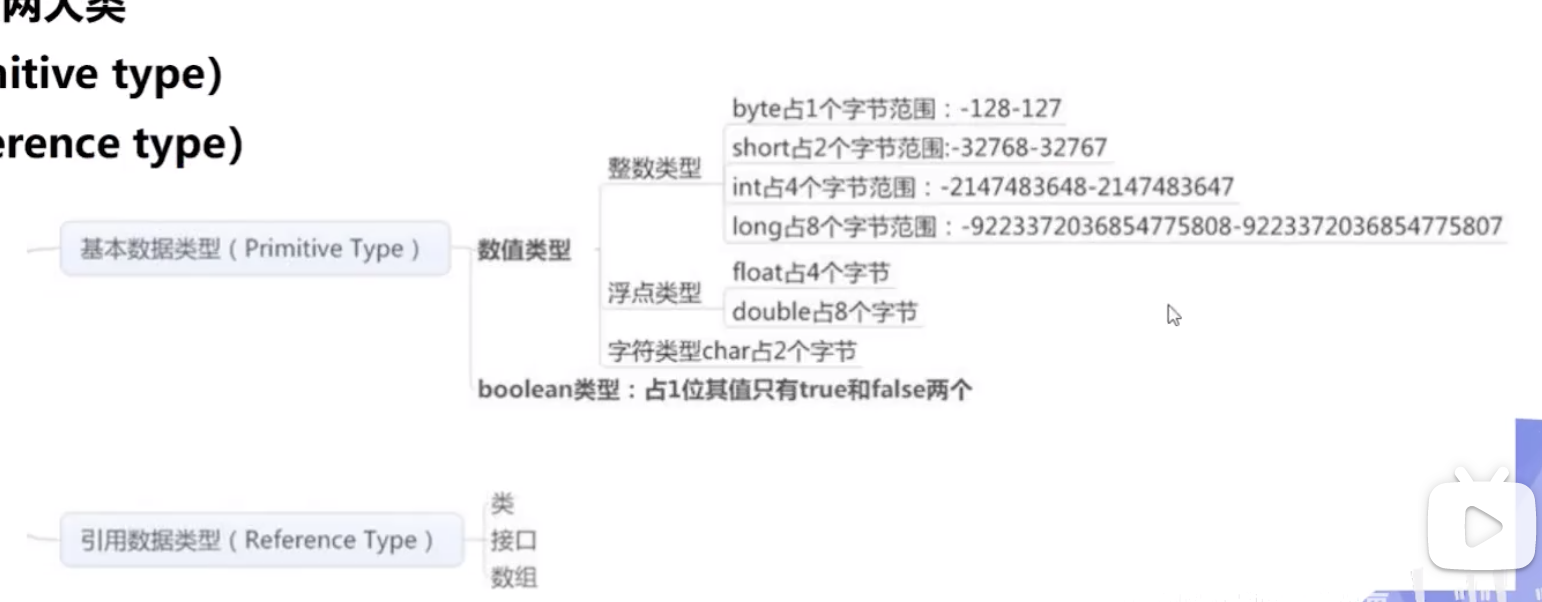 两大类
itive type)
erence type)
byte占1个字节范围：-128-127
short占2个字节范围:-32768-32767
整数类型
int占4个字节范围：-2147483648-2147483647
long占8个字节范围：-9223372036854775808-9223372036854775807
基本数据类型（Primitive Type）
数值类型
float占4个字节
浮点类型
double占8个字节
字符类型char占2个字节
boolean类型：占1位其值只有true和false两个
类
引用数据类型（Reference Type）
接口
数组